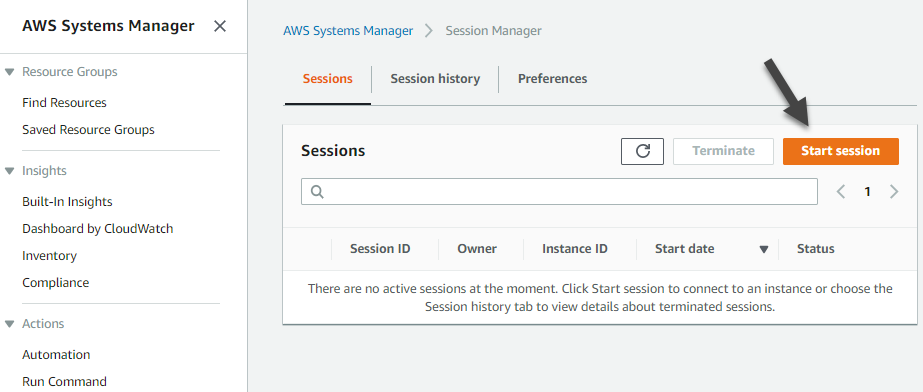 AWS Systems Manager
Resource Groups
Find Resources
Saved Resource Groups
Insights
Built-In Insights
Dashboard by CloudWatch
Inventory
Compliance
Actions
Automation
Run Command
AWS Systems Manager > Session Manager
Sessions Session history Preferences
Sessions Terminate Start session
1
Session ID Owner Instance ID Start date Status
There are no active sessions at the moment. Click Start session to connect to an instance or choose the
Session history tab to view details about terminated sessions.